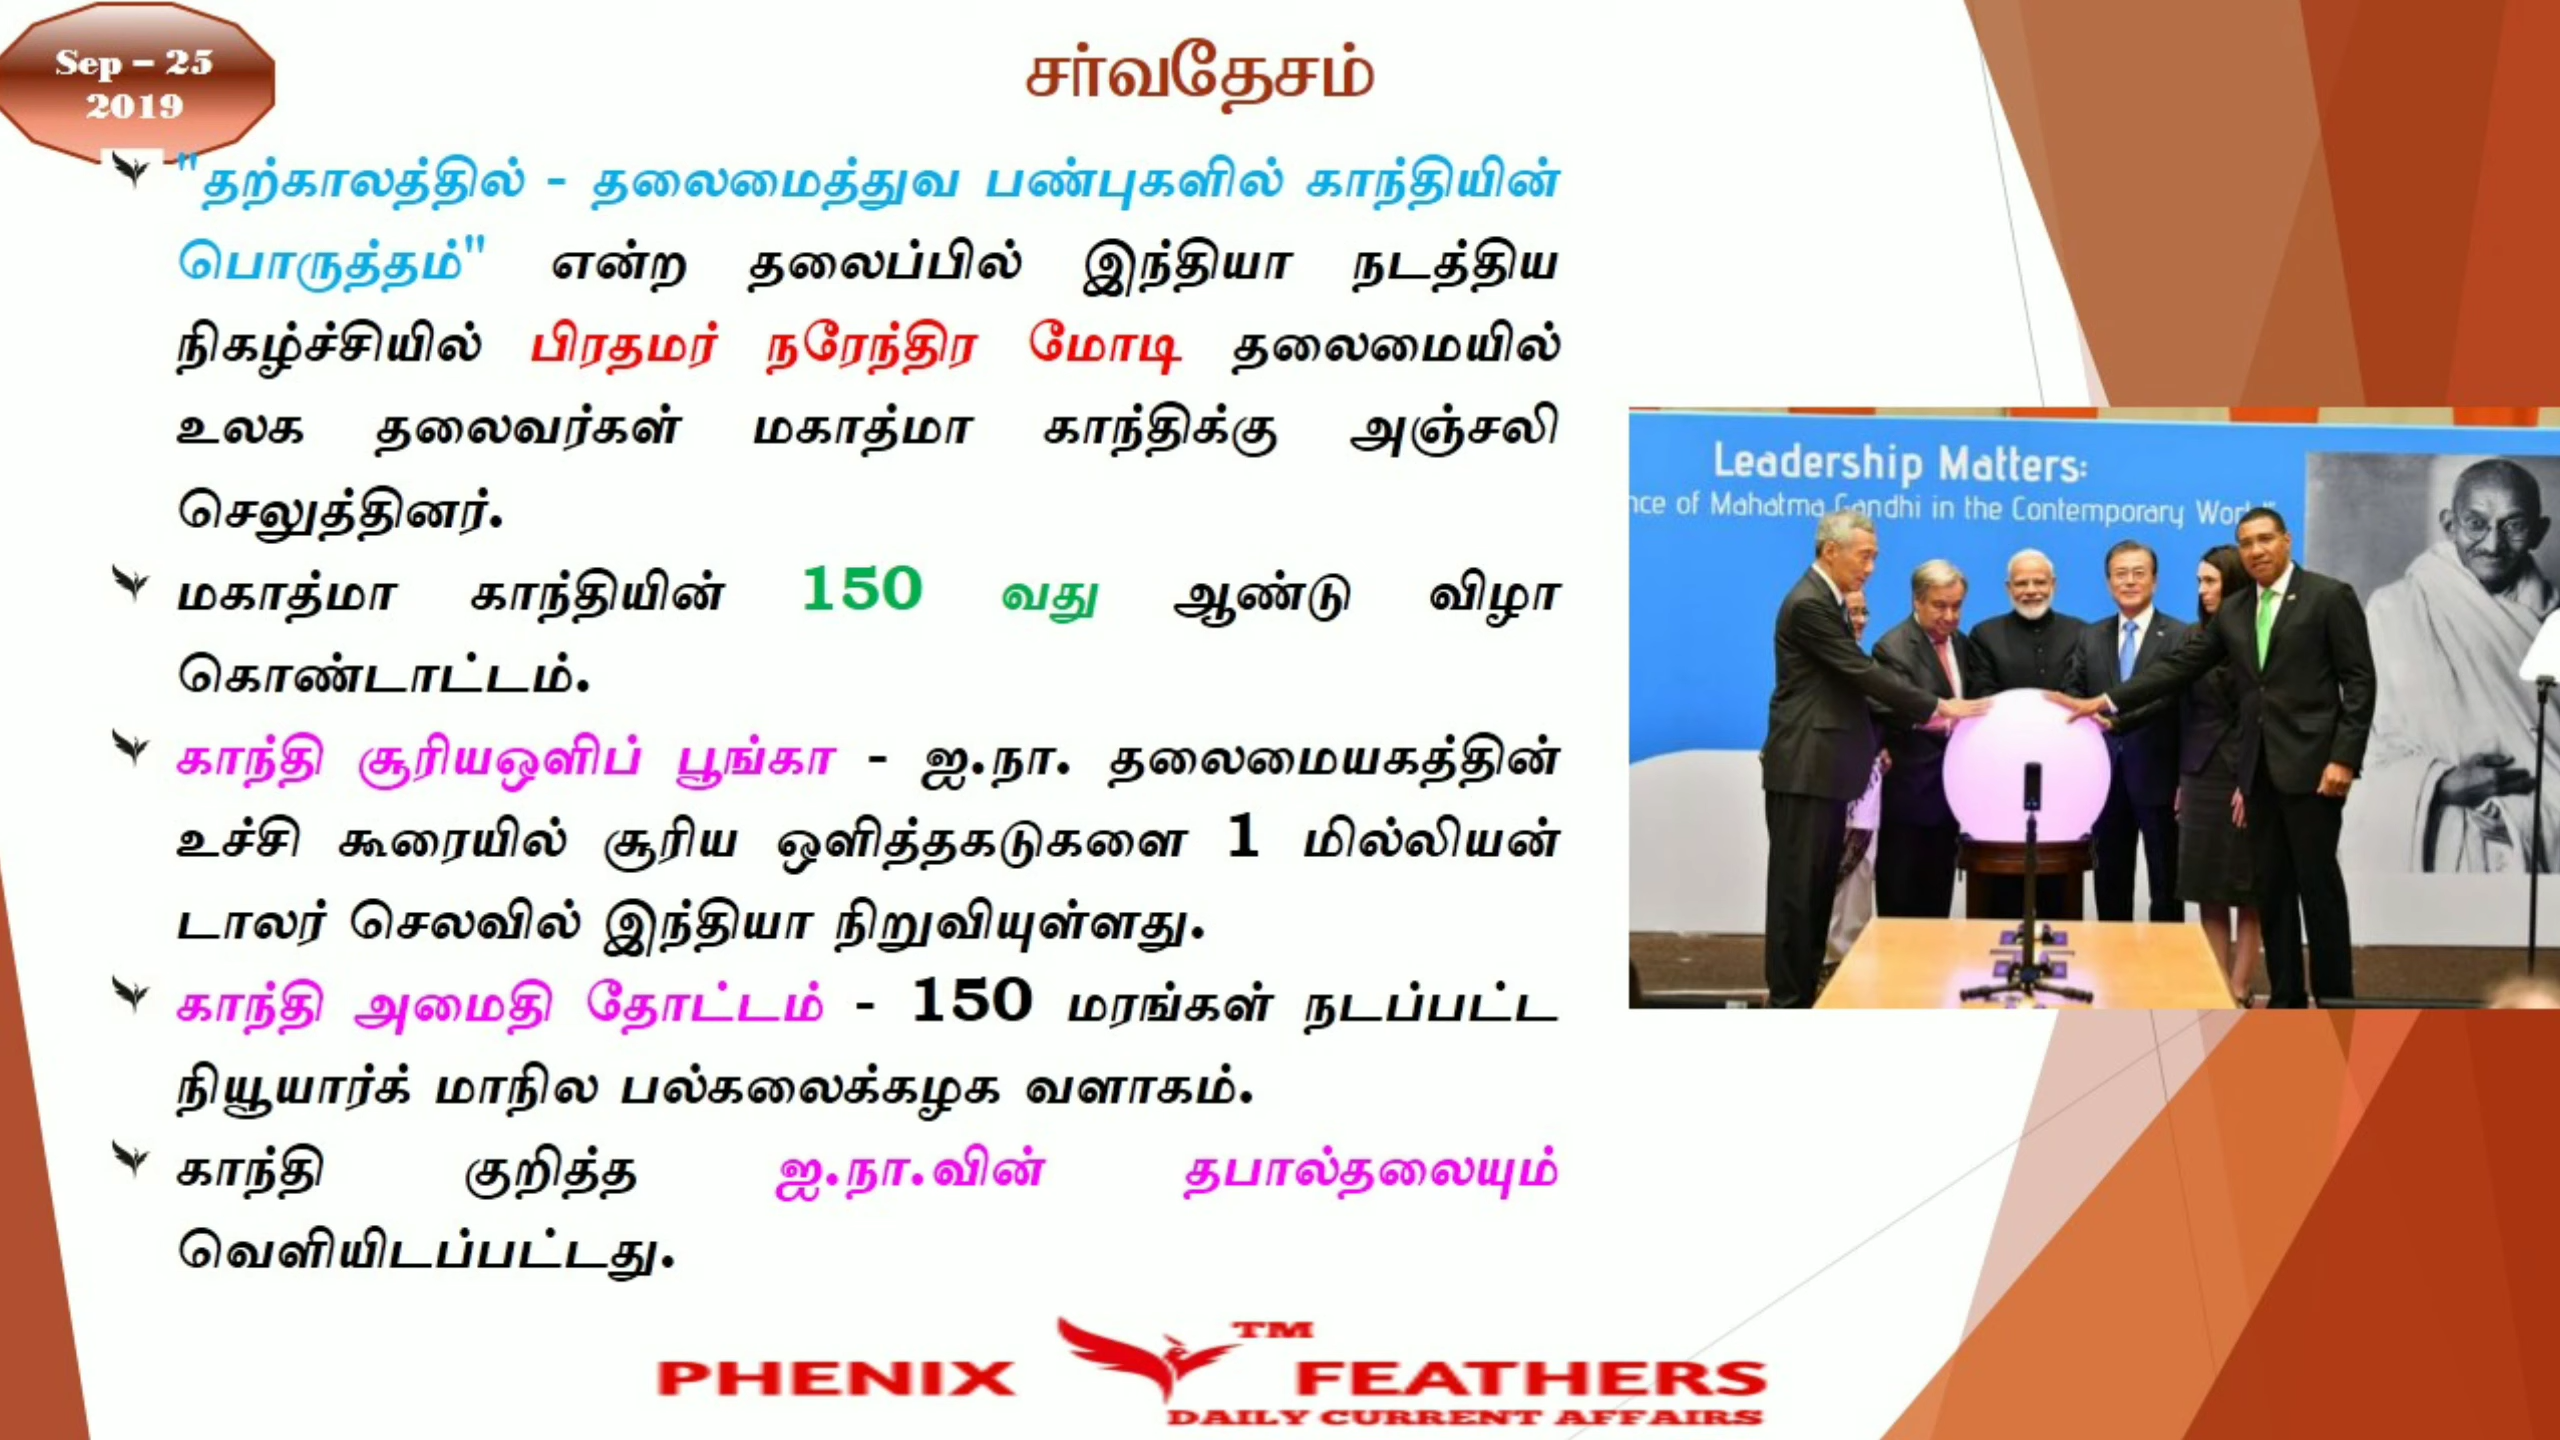 Sep – 25
2019
சர்வதேசம்
"தற்காலத்தில் - தலைமைத்துவ பண்புகளில் காந்தியின்
பொருத்தம்" என்ற தலைப்பில் இந்தியா நடத்திய
நிகழ்ச்சியில் பிரதமர் நரேந்திர மோடி தலைமையில்
உலக தலைவர்கள் மகாத்மா காந்திக்கு அஞ்சலி
செலுத்தினர்.
மகாத்மா காந்தியின் 150 வது ஆண்டு விழா
கொண்டாட்டம்.
காந்தி சூரியஒளிப் பூங்கா - ஐ.நா. தலைமையகத்தின்
உச்சி கூரையில் சூரிய ஒளித்தகடுகளை 1 மில்லியன்
டாலர் செலவில் இந்தியா நிறுவியுள்ளது.
காந்தி அமைதி தோட்டம் - 150 மரங்கள் நடப்பட்ட
நியூயார்க் மாநில பல்கலைக்கழக வளாகம்.
காந்தி குறித்த ஐ.நா.வின் தபால்தலையும்
வெளியிடப்பட்டது.
Leadership Matters:
of Mahatma Gandhi in the Contemporary
PHENIX FEATHERS TM
DAILY CURRENT AFFAIRS